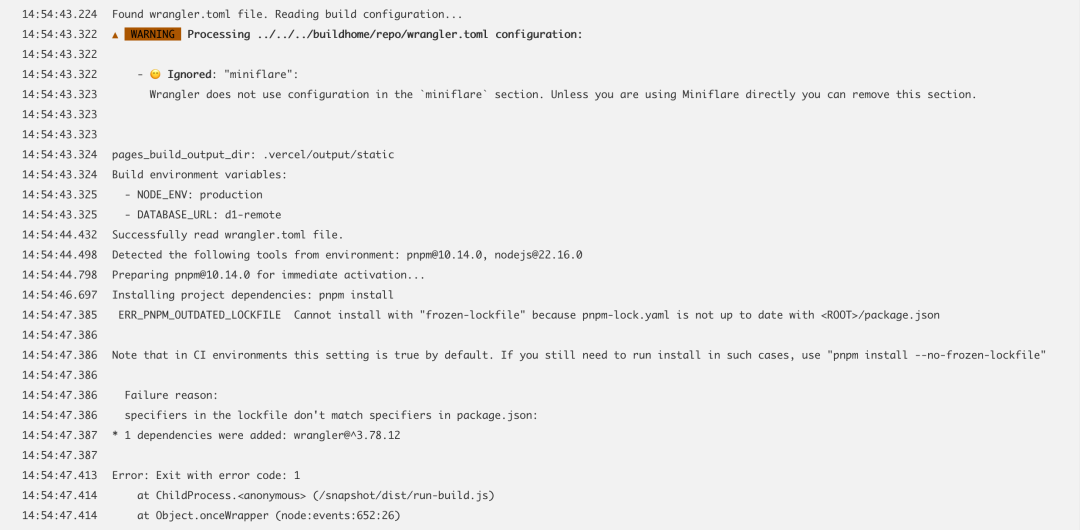 14:54:43.224 Found wrangler.toml file. Reading build configuration...
14:54:43.322 ▲ WARNING Processing ../../../buildhome/repo/wrangler.toml configuration:
14:54:43.322
14:54:43.322 - 😶 Ignored: "miniflare":
14:54:43.323 Wrangler does not use configuration in the `miniflare` section. Unless you are using Miniflare directly you can remove this section.
14:54:43.323
14:54:43.323
14:54:43.324 pages_build_output_dir: .vercel/output/static
14:54:43.324 Build environment variables:
14:54:43.325 - NODE_ENV: production
14:54:43.325 - DATABASE_URL: d1-remote
14:54:44.432 Successfully read wrangler.toml file.
14:54:44.498 Detected the following tools from environment: pnpm@10.14.0, nodejs@22.16.0
14:54:44.798 Preparing pnpm@10.14.0 for immediate activation...
14:54:46.697 Installing project dependencies: pnpm install
14:54:47.385 ERR_PNPM_OUTDATED_LOCKFILE Cannot install with "frozen-lockfile" because pnpm-lock.yaml is not up to date with <ROOT>/package.json
14:54:47.386
14:54:47.386 Note that in CI environments this setting is true by default. If you still need to run install in such cases, use "pnpm install --no-frozen-lockfile"
14:54:47.386
14:54:47.386 Failure reason:
14:54:47.386 specifiers in the lockfile don't match specifiers in package.json:
14:54:47.387 * 1 dependencies were added: wrangler@^3.78.12
14:54:47.387
14:54:47.413 Error: Exit with error code: 1
14:54:47.414 at ChildProcess.<anonymous> (/snapshot/dist/run-build.js)
14:54:47.414 at Object.onceWrapper (node:events:652:26)